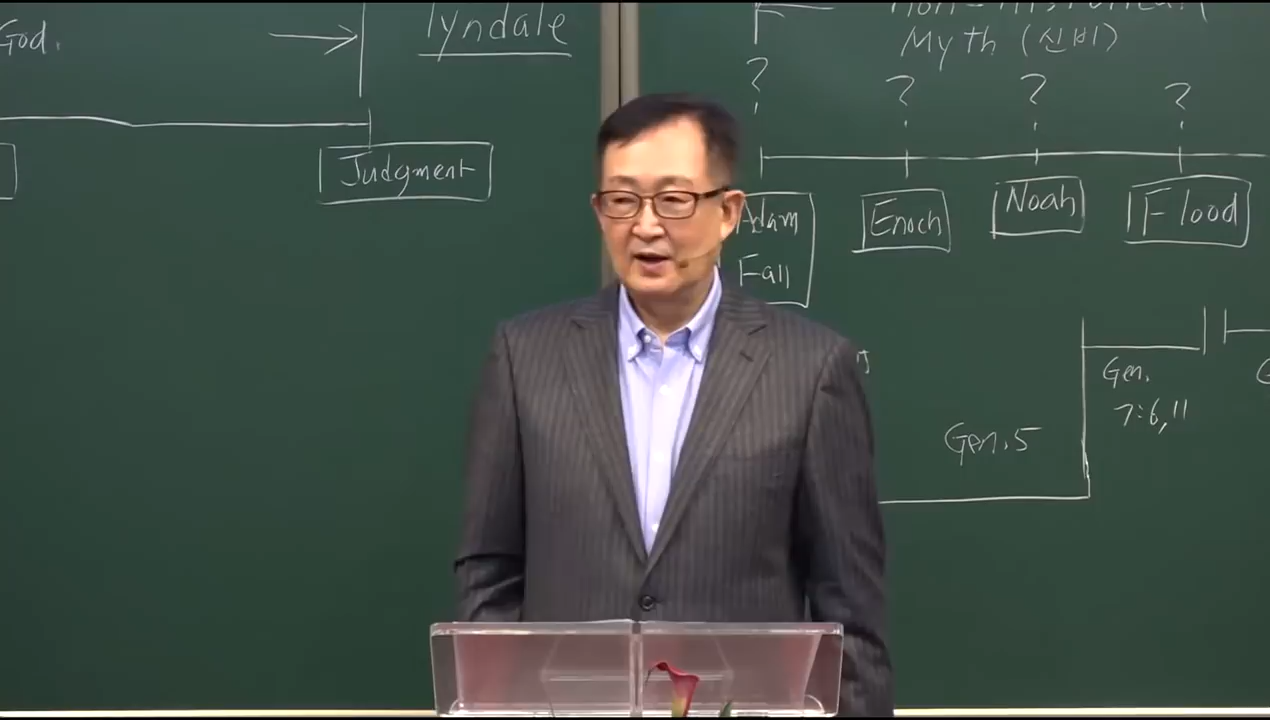 God.
Tyndale
Judgment
Myth (신비)
?
?
?
?
Adam
Fall
Enoch
Noah
Flood
Gen. 5
Gen.
7:6,11